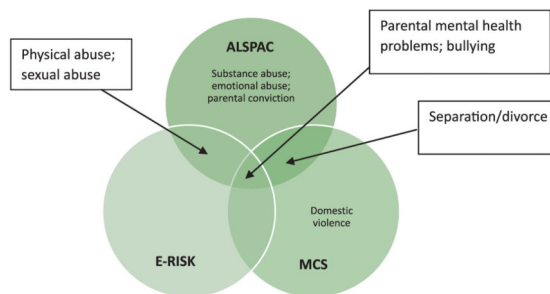 Physical abuse;
sexual abuse
ALSPAC
Substance abuse;
emotional abuse;
parental conviction
Parental mental health
problems; bullying
Separation/divorce
Domestic
violence
E-RISK
MCS